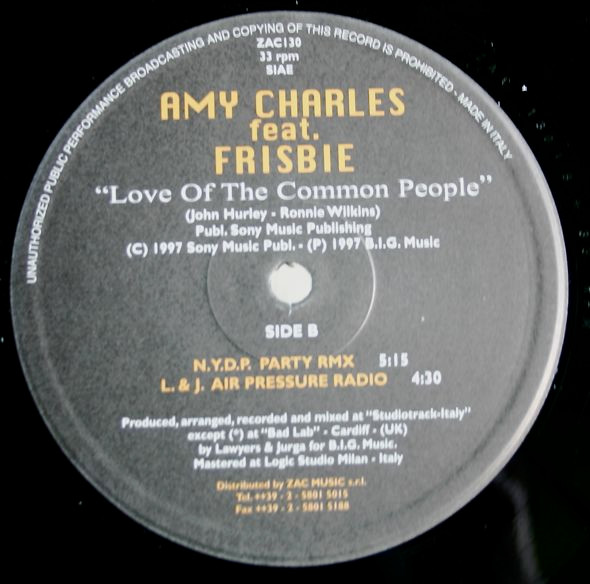 UNAUTHORIZED PUBLIC PERFORMANCE BROADCASTING AND COPYING OF THIS RECORD IS PROHIBITED - MADE IN ITALY
ZAC130
33 rpm
SIAE
AMY CHARLES
feat.
FRISBIE
"Love Of The Common People"
(John Hurley - Ronnie Wilkins)
Publ. Sony Music Publishing
(C) 1997 Sony Music Publ. - (P) 1997 B.I.G. Music
SIDE B
N.Y.D.P. PARTY RMX 5:15
L. & J. AIR PRESSURE RADIO 4:30
Produced, arranged, recorded and mixed at "Studiotrack-Italy"
except (*) at "Bad Lab" - Cardiff - (UK)
by Lawyers & Jurga for B.I.G. Music.
Mastered at Logic Studio Milan - Italy
Distributed by ZAC MUSIC s.r.l.
Tel. ++39 - 2 - 5801 5015
Fax ++39 - 2 - 5801 5188